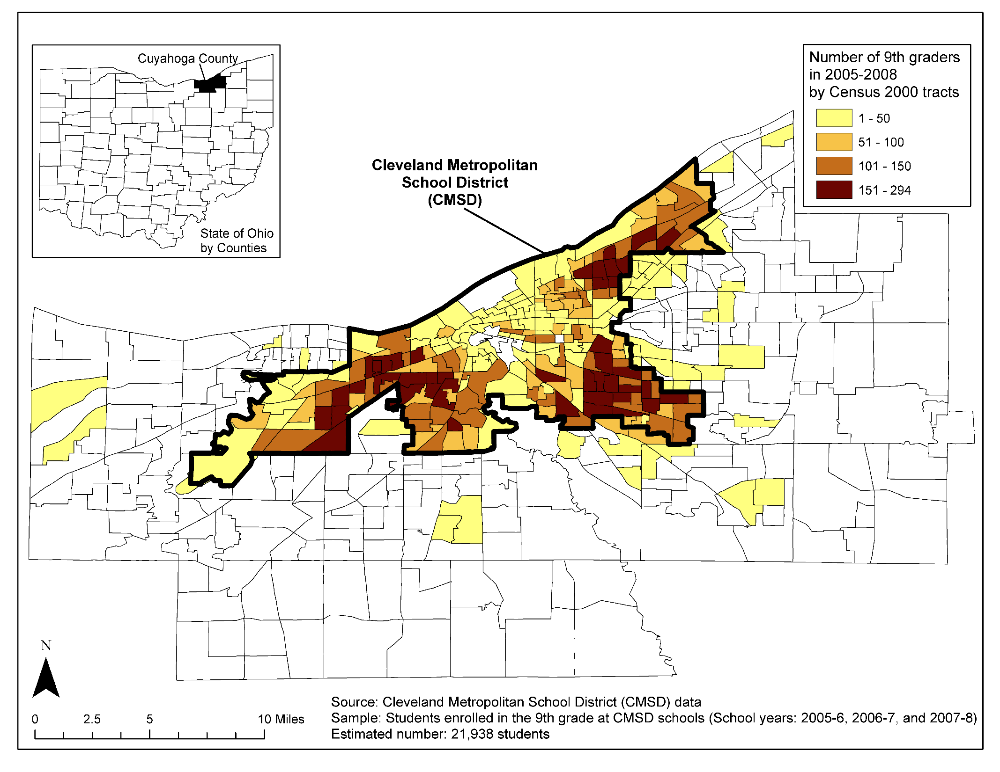 Cuyahoga County
State of Ohio
by Counties
Number of 9th graders
in 2005-2008
by Census 2000 tracts
1 - 50
51 - 100
101 - 150
151 - 294
Cleveland Metropolitan
School District
(CMSD)
N
0 2.5 5 10 Miles
Source: Cleveland Metropolitan School District (CMSD) data
Sample: Students enrolled in the 9th grade at CMSD schools (School years: 2005-6, 2006-7, and 2007-8)
Estimated number: 21,938 students